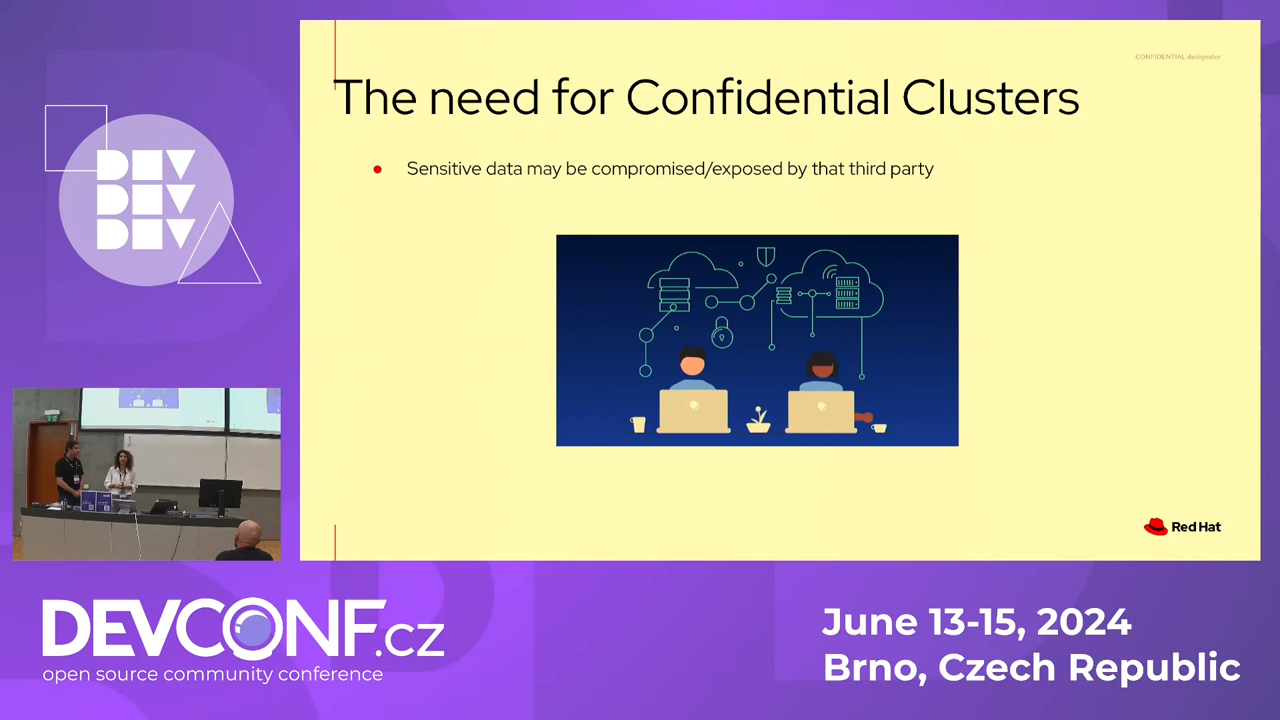 DEV
DEV
DEV
CONFIDENTIAL designator
The need for Confidential Clusters
Sensitive data may be compromised/exposed by that third party
Red Hat
DEVCONF.cz
open source community conference
June 13-15, 2024
Brno, Czech Republic